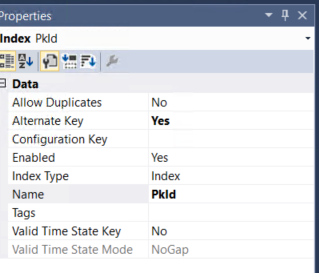 Properties
Index PkId
Data
Allow Duplicates No
Alternate Key Yes
Configuration Key
Enabled Yes
Index Type Index
Name PkId
Tags
Valid Time State Key No
Valid Time State Mode NoGap